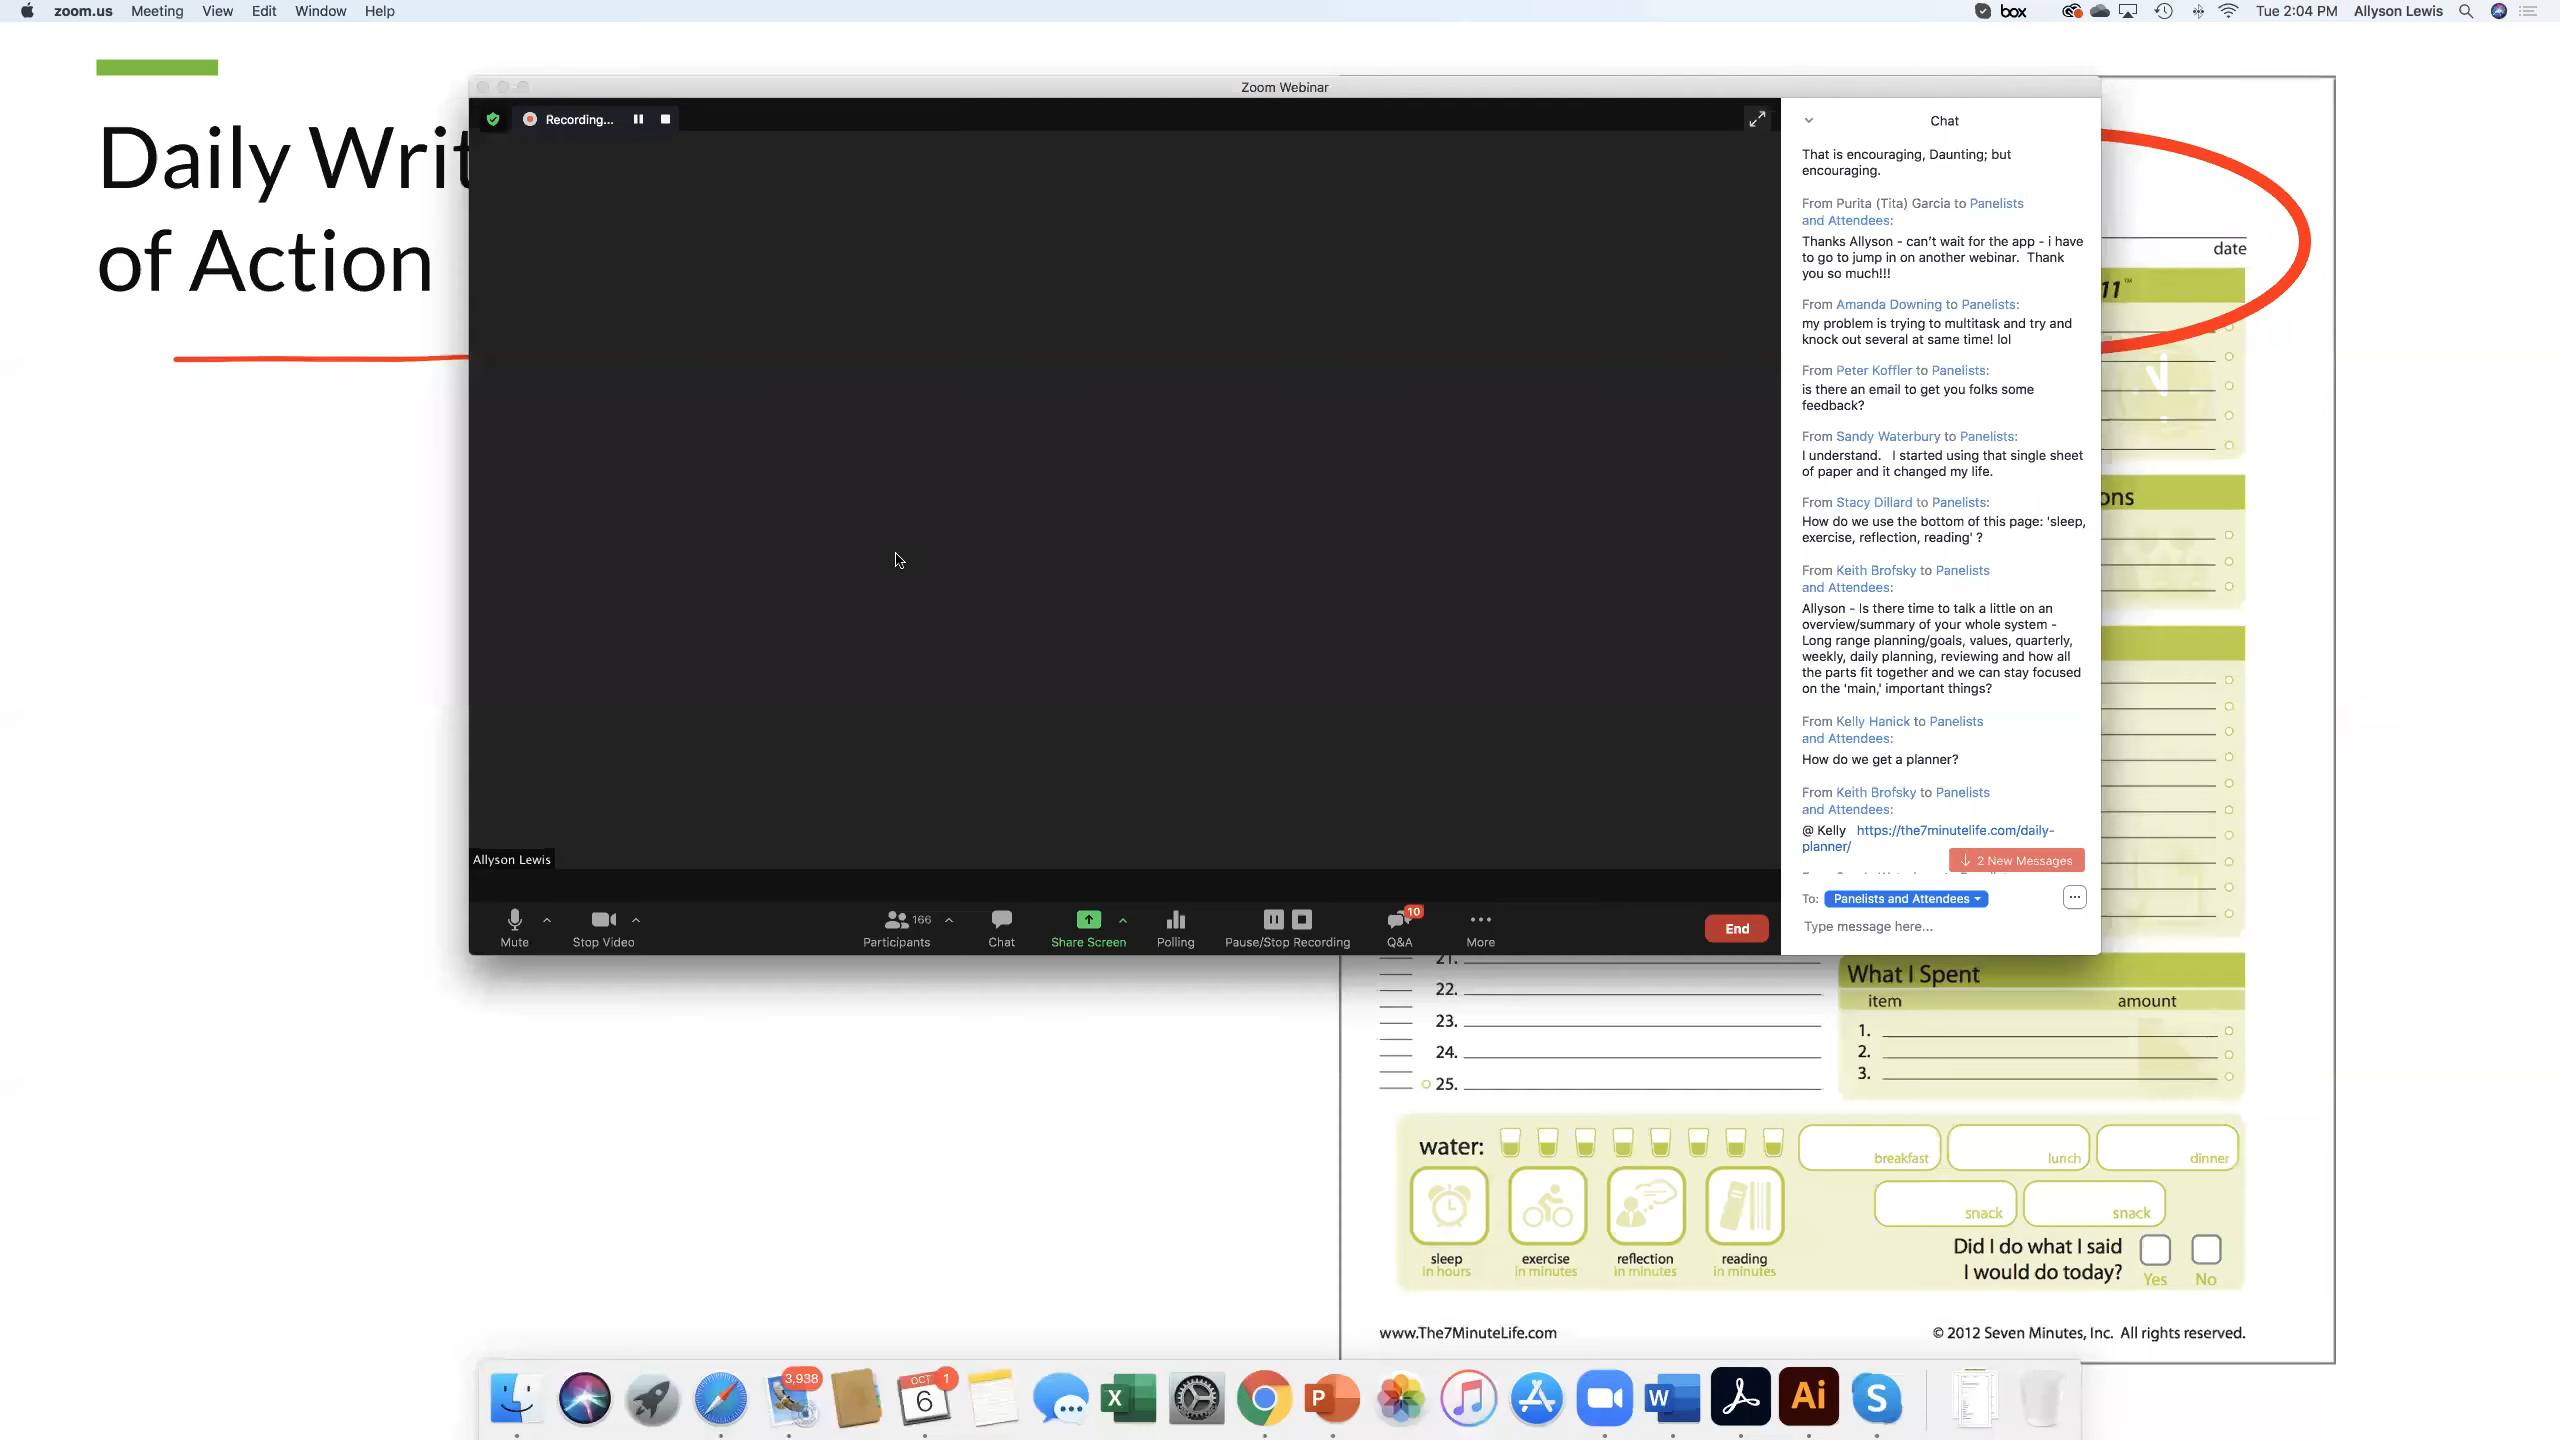 zoom.us Meeting View Edit Window Help
box
Tue 2:04 PM Allyson Lewis
Daily Writ
of Action
Zoom Webinar
Recording...
Allyson Lewis
Mute
Stop Video
166
Participants
Chat
Share Screen
Polling
Pause/Stop Recording
10
Q&A
More
End
Chat
That is encouraging, Daunting; but
encouraging.
From Purita (Tita) Garcia to Panelists
and Attendees:
Thanks Allyson - can't wait for the app - i have
to go to jump in on another webinar. Thank
you so much!!!
From Amanda Downing to Panelists:
my problem is trying to multitask and try and
knock out several at same time! lol
From Peter Koffler to Panelists:
is there an email to get you folks some
feedback?
From Sandy Waterbury to Panelists:
I understand. I started using that single sheet
of paper and it changed my life.
From Stacy Dillard to Panelists:
How do we use the bottom of this page: 'sleep,
exercise, reflection, reading' ?
From Keith Brofsky to Panelists
and Attendees:
Allyson - Is there time to talk a little on an
overview/summary of your whole system -
Long range planning/goals, values, quarterly,
weekly, daily planning, reviewing and how all
the parts fit together and we can stay focused
on the 'main,' important things?
From Kelly Hanick to Panelists
and Attendees:
How do we get a planner?
From Keith Brofsky to Panelists
and Attendees:
@ Kelly https://the7minutelife.com/daily-
planner/
2 New Messages
To: Panelists and Attendees
Type message here...
date
11™
ons
21.
22.
23.
24.
25.
What I Spent
item amount
1.
2.
3.
water:
breakfast lunch dinner
snack snack
sleep
in hours
exercise
in minutes
reflection
in minutes
reading
in minutes
Did I do what I said
I would do today?
Yes No
www.The7MinuteLife.com © 2012 Seven Minutes, Inc. All rights reserved.
3,938
OCT 1
6
X
P
W
Ai
S